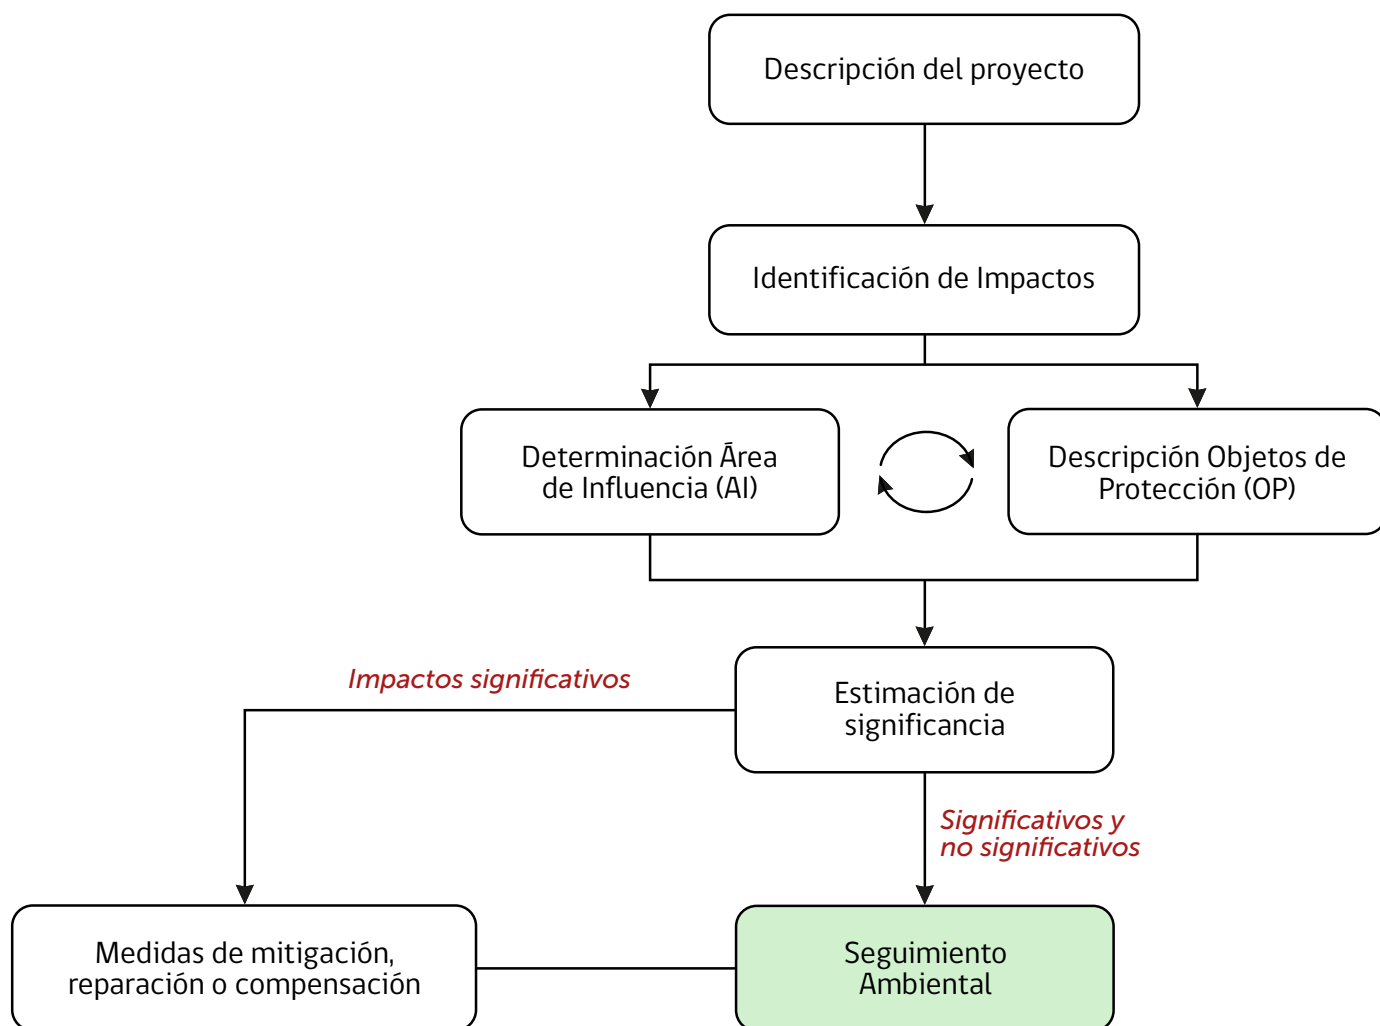 Descripción del proyecto
Identificación de Impactos
Determinación Área
de Influencia (AI)
Descripción Objetos de
Protección (OP)
Impactos significativos
Estimación de
significancia
Significativos y
no significativos
Medidas de mitigación,
reparación o compensación
Seguimiento
Ambiental